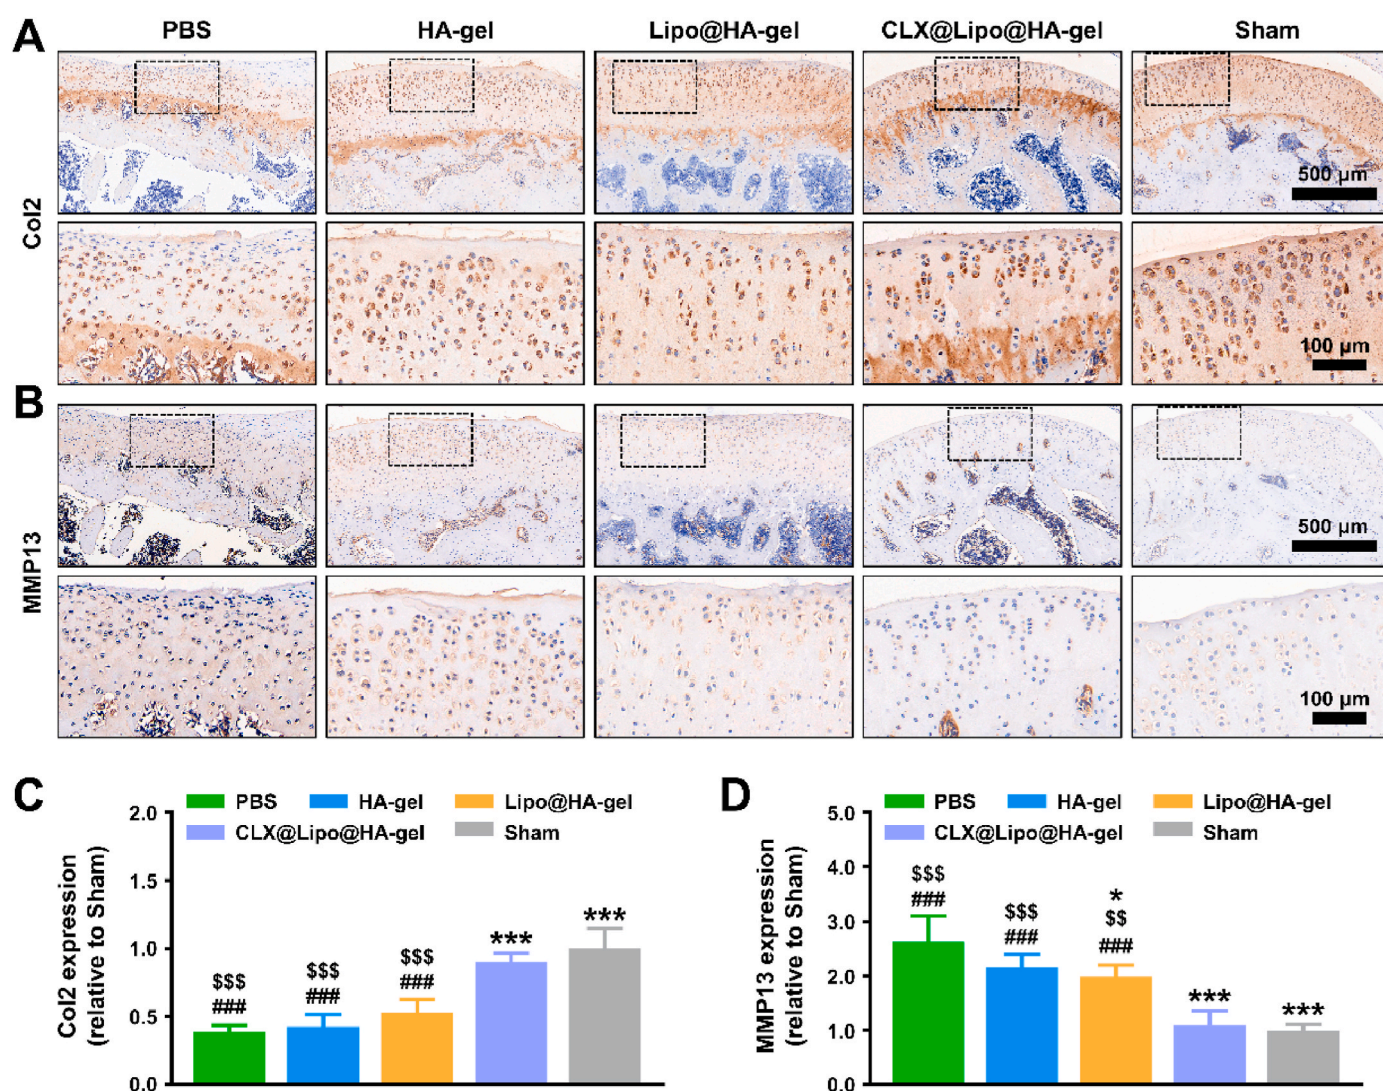 A
PBS
HA-gel
Lipo@HA-gel
CLX@Lipo@HA-gel
Sham
Col2
500 µm
100 µm
B
MMP13
500 µm
100 µm
C
PBS
HA-gel
Lipo@HA-gel
CLX@Lipo@HA-gel
Sham
Col2 expression
(relative to Sham)
2.0
1.5
1.0
0.5
0.0
$$$
###
$$$
###
$$$
###
***
***
D
PBS
HA-gel
Lipo@HA-gel
CLX@Lipo@HA-gel
Sham
MMP13 expression
(relative to Sham)
5.0
4.0
3.0
2.0
1.0
0.0
$$$
###
$$$
###
*
$$
###
***
***